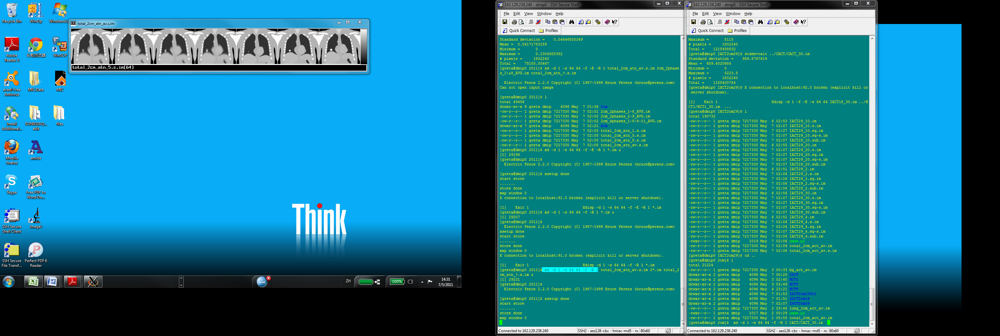 Recycle Bin
WinZip
WindowsLi...
Adobe Reader X
谷歌浏览器
WinSCP
avast! Free Antivirus
MIC.Data
MIC
Install Additional...
SONIXDAQ... edit
files
Mozilla Firefox
amide
Skype
Free PDF to Word Do...
SSH Secure Shell Client
ImageJ
SSH Secure File Transf...
Perfect PDF 6 Reader
total_2cm_atn_av.s.im
total_2cm_atn_5.s.im[64]
Think
ZH
100%
14:31
7/5/2011
162.129.238.240 - dmip0 - SSH Secure Shell
File Edit View Window Help
Quick Connect Profiles
Standard deviation = 0.04646505349
Mean = 0.04171753189
Minimum = 0
Maximum = 0.1304925382
# pixels = 1802240
Total = 75185.00467
[greta@dmip0 2011]$ xd -d 1 -s 64 64 -f -E -R 1 total_2cm_atn_av.s.im 2cm_2phase
s_1\&8_AVG.im total_2cm_atn_?.s.im
Electric Fence 2.2.0 Copyright (C) 1987-1999 Bruce Perens <bruce@perens.com>
Can not open input image
[greta@dmip0 2011]$ l
total 49456
drwxr-xr-x 9 greta dmip 4096 May 7 01:36 2cm
-rw-r--r-- 1 greta dmip 7217330 May 7 02:01 2cm_2phases_1-8_AVG.im
-rw-r--r-- 1 greta dmip 7217330 May 7 02:02 2cm_2phases_2-9_AVG.im
-rw-r--r-- 1 greta dmip 7217330 May 7 02:02 2cm_4phases_1-5-8-11_AVG.im
drwxr-xr-x 7 greta dmip 4096 May 7 02:21 4cm
-rw-r--r-- 1 greta dmip 7217330 May 7 02:05 total_2cm_atn_1.s.im
-rw-r--r-- 1 greta dmip 7217330 May 7 02:05 total_2cm_atn_5.s.im
-rw-r--r-- 1 greta dmip 7217330 May 7 02:05 total_2cm_atn_8.s.im
-rw-r--r-- 1 greta dmip 7217330 May 7 02:05 total_2cm_atn_av.s.im
[greta@dmip0 2011]$ xd -d 1 -s 64 64 -f -E -R 1 *.im &
[1] 29196
[greta@dmip0 2011]$
Electric Fence 2.2.0 Copyright (C) 1987-1999 Bruce Perens <bruce@perens.com>
[greta@dmip0 2011]$ xsetup done
start store
.......
store done
map window 0
X connection to localhost:91.0 broken (explicit kill or server shutdown).
[1] Exit 1 Xdisp -d 1 -s 64 64 -f -E -R 1 *.im
[greta@dmip0 2011]$ xd -d 1 -s 64 64 -f -R 1 *.im &
[1] 29207
[greta@dmip0 2011]$
Electric Fence 2.2.0 Copyright (C) 1987-1999 Bruce Perens <bruce@perens.com>
xsetup done
start store
.......
store done
map window 0
X connection to localhost:91.0 broken (explicit kill or server shutdown).
[1] Exit 1 Xdisp -d 1 -s 64 64 -f -R 1 *.im
[greta@dmip0 2011]$ xd -d 1 -s 64 64 -f -R 1 total_2cm_atn_av.s.im 2*.im total_2
cm_atn_?.s.im &
[1] 29231
[greta@dmip0 2011]$
Electric Fence 2.2.0 Copyright (C) 1987-1999 Bruce Perens <bruce@perens.com>
[greta@dmip0 2011]$ xsetup done
start store
.......
store done
map window 0
Connected to 162.129.238.240 SSH2 - aes128-cbc - hmac-md5 - nc 80x60
162.129.238.240 - dmip0 - SSH Secure Shell
File Edit View Window Help
Quick Connect Profiles
Maximum = 8115
# pixels = 1802240
Total = 1215938832
[greta@dmip0 IACT2cm29]$ stddevcalc ../CACT/CACT_30.im
Standard deviation = 989.5767619
Mean = 659.4020684
Minimum = 0
Maximum = 5223.5
# pixels = 1802240
Total = 1188400784
[greta@dmip0 IACT2cm29]$ X connection to localhost:92.0 broken (explicit kill or
server shutdown).
[1] Exit 1 Xdisp -d 1 -f -E -s 64 64 IACT18_30.im ../H
CT1/HCT1_30.im ...
[greta@dmip0 IACT2cm29]$ l
total 190732
-rw-r--r-- 1 greta dmip 7217330 May 6 02:53 IACT29_10.im
-rw-r--r-- 1 greta dmip 7217330 May 7 02:07 IACT29_10.s.im
-rw-r--r-- 1 greta dmip 7217330 May 7 02:07 IACT29_10.sq.im
-rw-r--r-- 1 greta dmip 7217330 May 7 02:07 IACT29_10.sq-s.im
-rw-r--r-- 1 greta dmip 7217330 May 7 02:07 IACT29_10.sub.im
-rw-r--r-- 1 greta dmip 7217330 May 6 02:55 IACT29_20.im
-rw-r--r-- 1 greta dmip 7217330 May 7 02:07 IACT29_20.s.im
-rw-r--r-- 1 greta dmip 7217330 May 7 02:07 IACT29_20.sq.im
-rw-r--r-- 1 greta dmip 7217330 May 7 02:07 IACT29_20.sq-s.im
-rw-r--r-- 1 greta dmip 7217330 May 7 02:07 IACT29_20.sub.im
-rw-r--r-- 1 greta dmip 7217330 May 6 02:51 IACT29_2.im
-rw-r--r-- 1 greta dmip 7217330 May 7 02:06 IACT29_2.s.im
-rw-r--r-- 1 greta dmip 7217330 May 7 02:06 IACT29_2.sq.im
-rw-r--r-- 1 greta dmip 7217330 May 7 02:06 IACT29_2.sq-s.im
-rw-r--r-- 1 greta dmip 7217330 May 7 02:06 IACT29_2.sub.im
-rw-r--r-- 1 greta dmip 7217330 May 6 02:56 IACT29_30.im
-rw-r--r-- 1 greta dmip 7217330 May 7 02:07 IACT29_30.s.im
-rw-r--r-- 1 greta dmip 7217330 May 7 02:07 IACT29_30.sq.im
-rw-r--r-- 1 greta dmip 7217330 May 7 02:07 IACT29_30.sq-s.im
-rw-r--r-- 1 greta dmip 7217330 May 7 02:07 IACT29_30.sub.im
-rw-r--r-- 1 greta dmip 7217330 May 6 02:52 IACT29_4.im
-rw-r--r-- 1 greta dmip 7217330 May 7 02:06 IACT29_4.s.im
-rw-r--r-- 1 greta dmip 7217330 May 7 02:06 IACT29_4.sq.im
-rw-r--r-- 1 greta dmip 7217330 May 7 02:06 IACT29_4.sq-s.im
-rw-r--r-- 1 greta dmip 7217330 May 7 02:06 IACT29_4.sub.im
-rwxr--r-- 1 greta dmip 1019 May 7 02:06 nmse.pl
-rw-r--r-- 1 greta dmip 7217330 May 7 02:06 total_2cm_act_av.im
-rw-r--r-- 1 greta dmip 7217330 May 7 02:06 total_2cm_act_av.s.im
[greta@dmip0 IACT2cm29]$ cd ..
[greta@dmip0 2cm]$ l
total 21224
-rw-r--r-- 1 greta dmip 7217330 May 3 00:33 bg_act_av.im
drwxr-xr-x 2 greta dmip 4096 May 7 00:25 CACT
drwxr-xr-x 2 greta dmip 4096 May 3 02:40 HCT1
drwxr-xr-x 2 greta dmip 4096 May 3 02:49 HCT5
drwxr-xr-x 2 greta dmip 4096 May 4 23:21 HCT8
drwxr-xr-x 2 greta dmip 4096 May 7 01:53 IACT2cm15811
drwxr-xr-x 2 greta dmip 4096 May 7 01:51 IACT2cm18
drwxr-xr-x 2 greta dmip 4096 May 7 02:07 IACT2cm29
-rw-r--r-- 1 greta dmip 7217330 May 2 23:46 lung_2cm_act_av.im
-rwxr--r-- 1 greta dmip 1017 May 2 00:29 nmse.pl
-rw-r--r-- 1 greta dmip 7217330 May 1 05:55 total_2cm_act_av.im
[greta@dmip0 2cm]$ xd -d 1 -s 64 64 -f -R 1 CACT/CACT_30.im
Connected to 162.129.238.240 SSH2 - aes128-cbc - hmac-md5 - nc 80x60